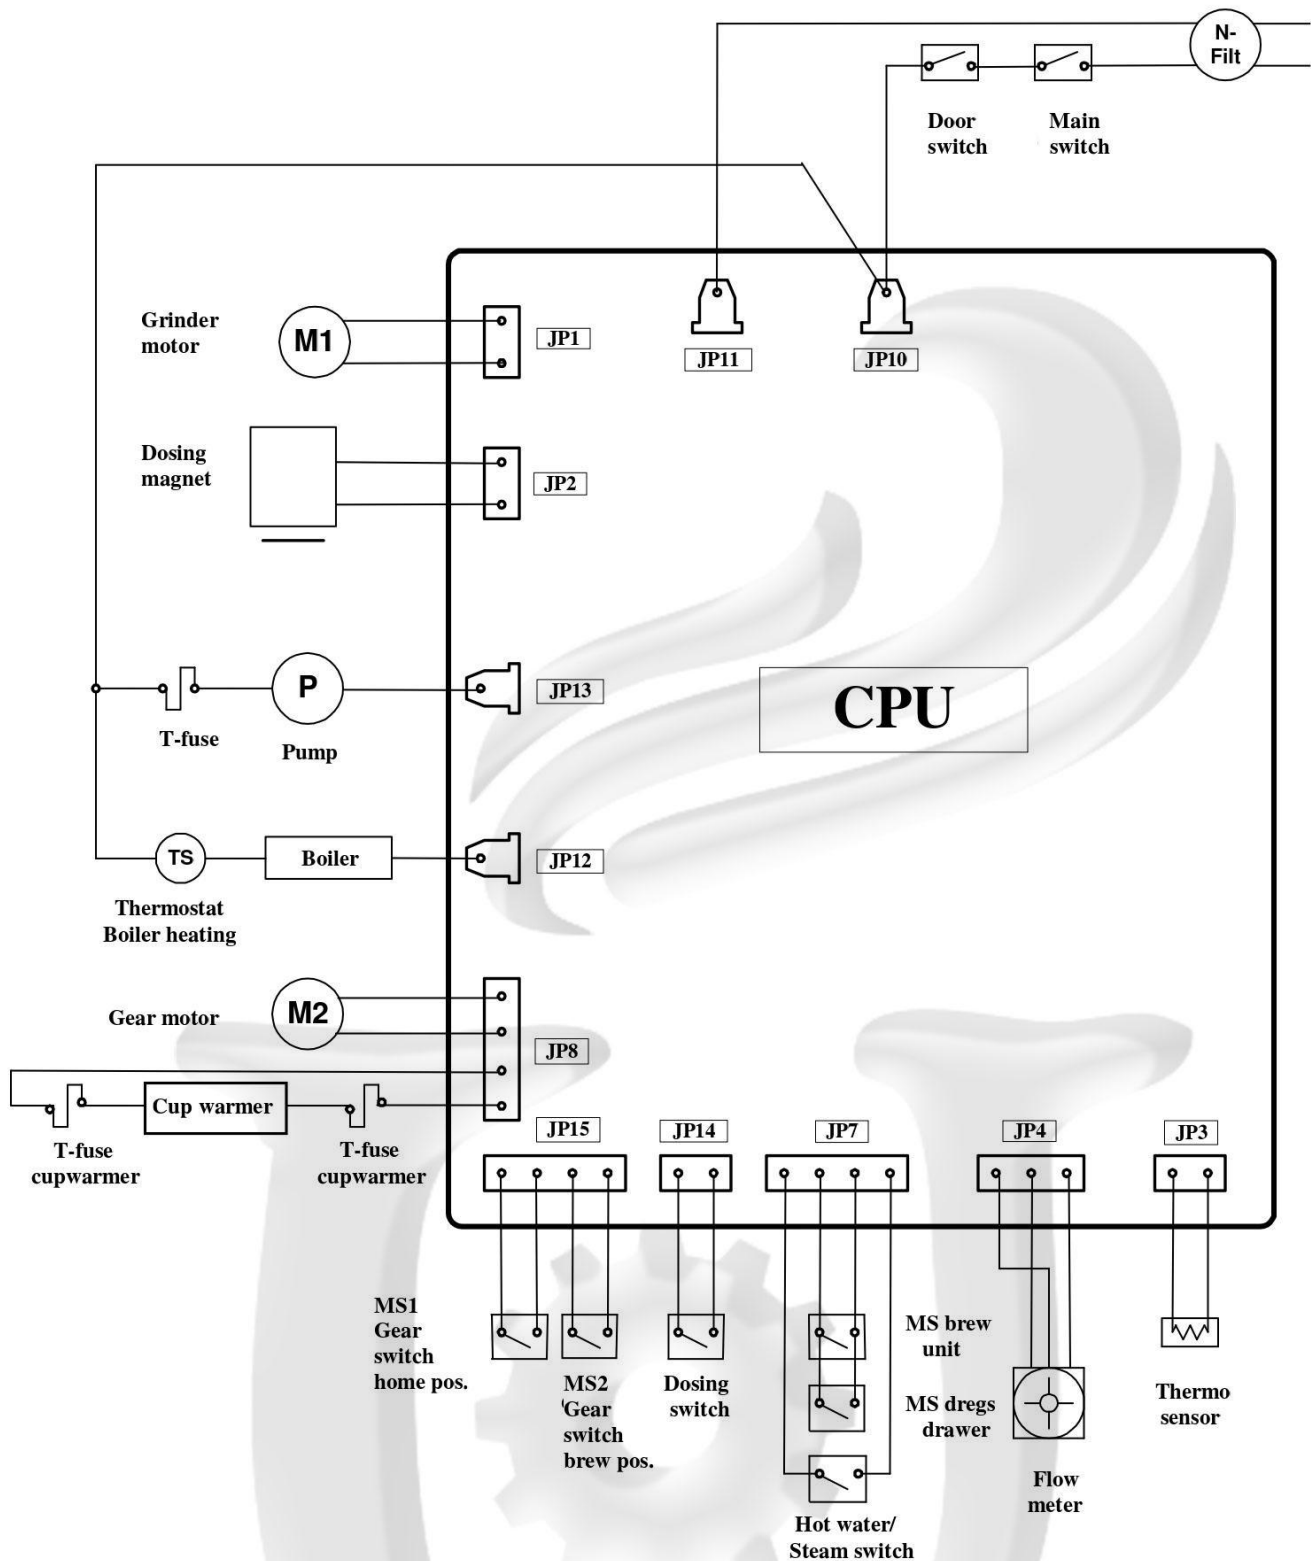 N-
Filt
Door
switch
Main
switch
Grinder
motor
M1
JP1
JP11
JP10
Dosing
magnet
JP2
T-fuse
P
Pump
JP13
CPU
TS
Boiler
JP12
Thermostat
Boiler heating
Gear motor
M2
JP8
Cup warmer
T-fuse
cupwarmer
T-fuse
cupwarmer
JP15
JP14
JP7
JP4
JP3
MS1
Gear
switch
home pos.
MS2
Gear
switch
brew pos.
Dosing
switch
MS brew
unit
MS dregs
drawer
Hot water/
Steam switch
Flow
meter
Thermo
sensor